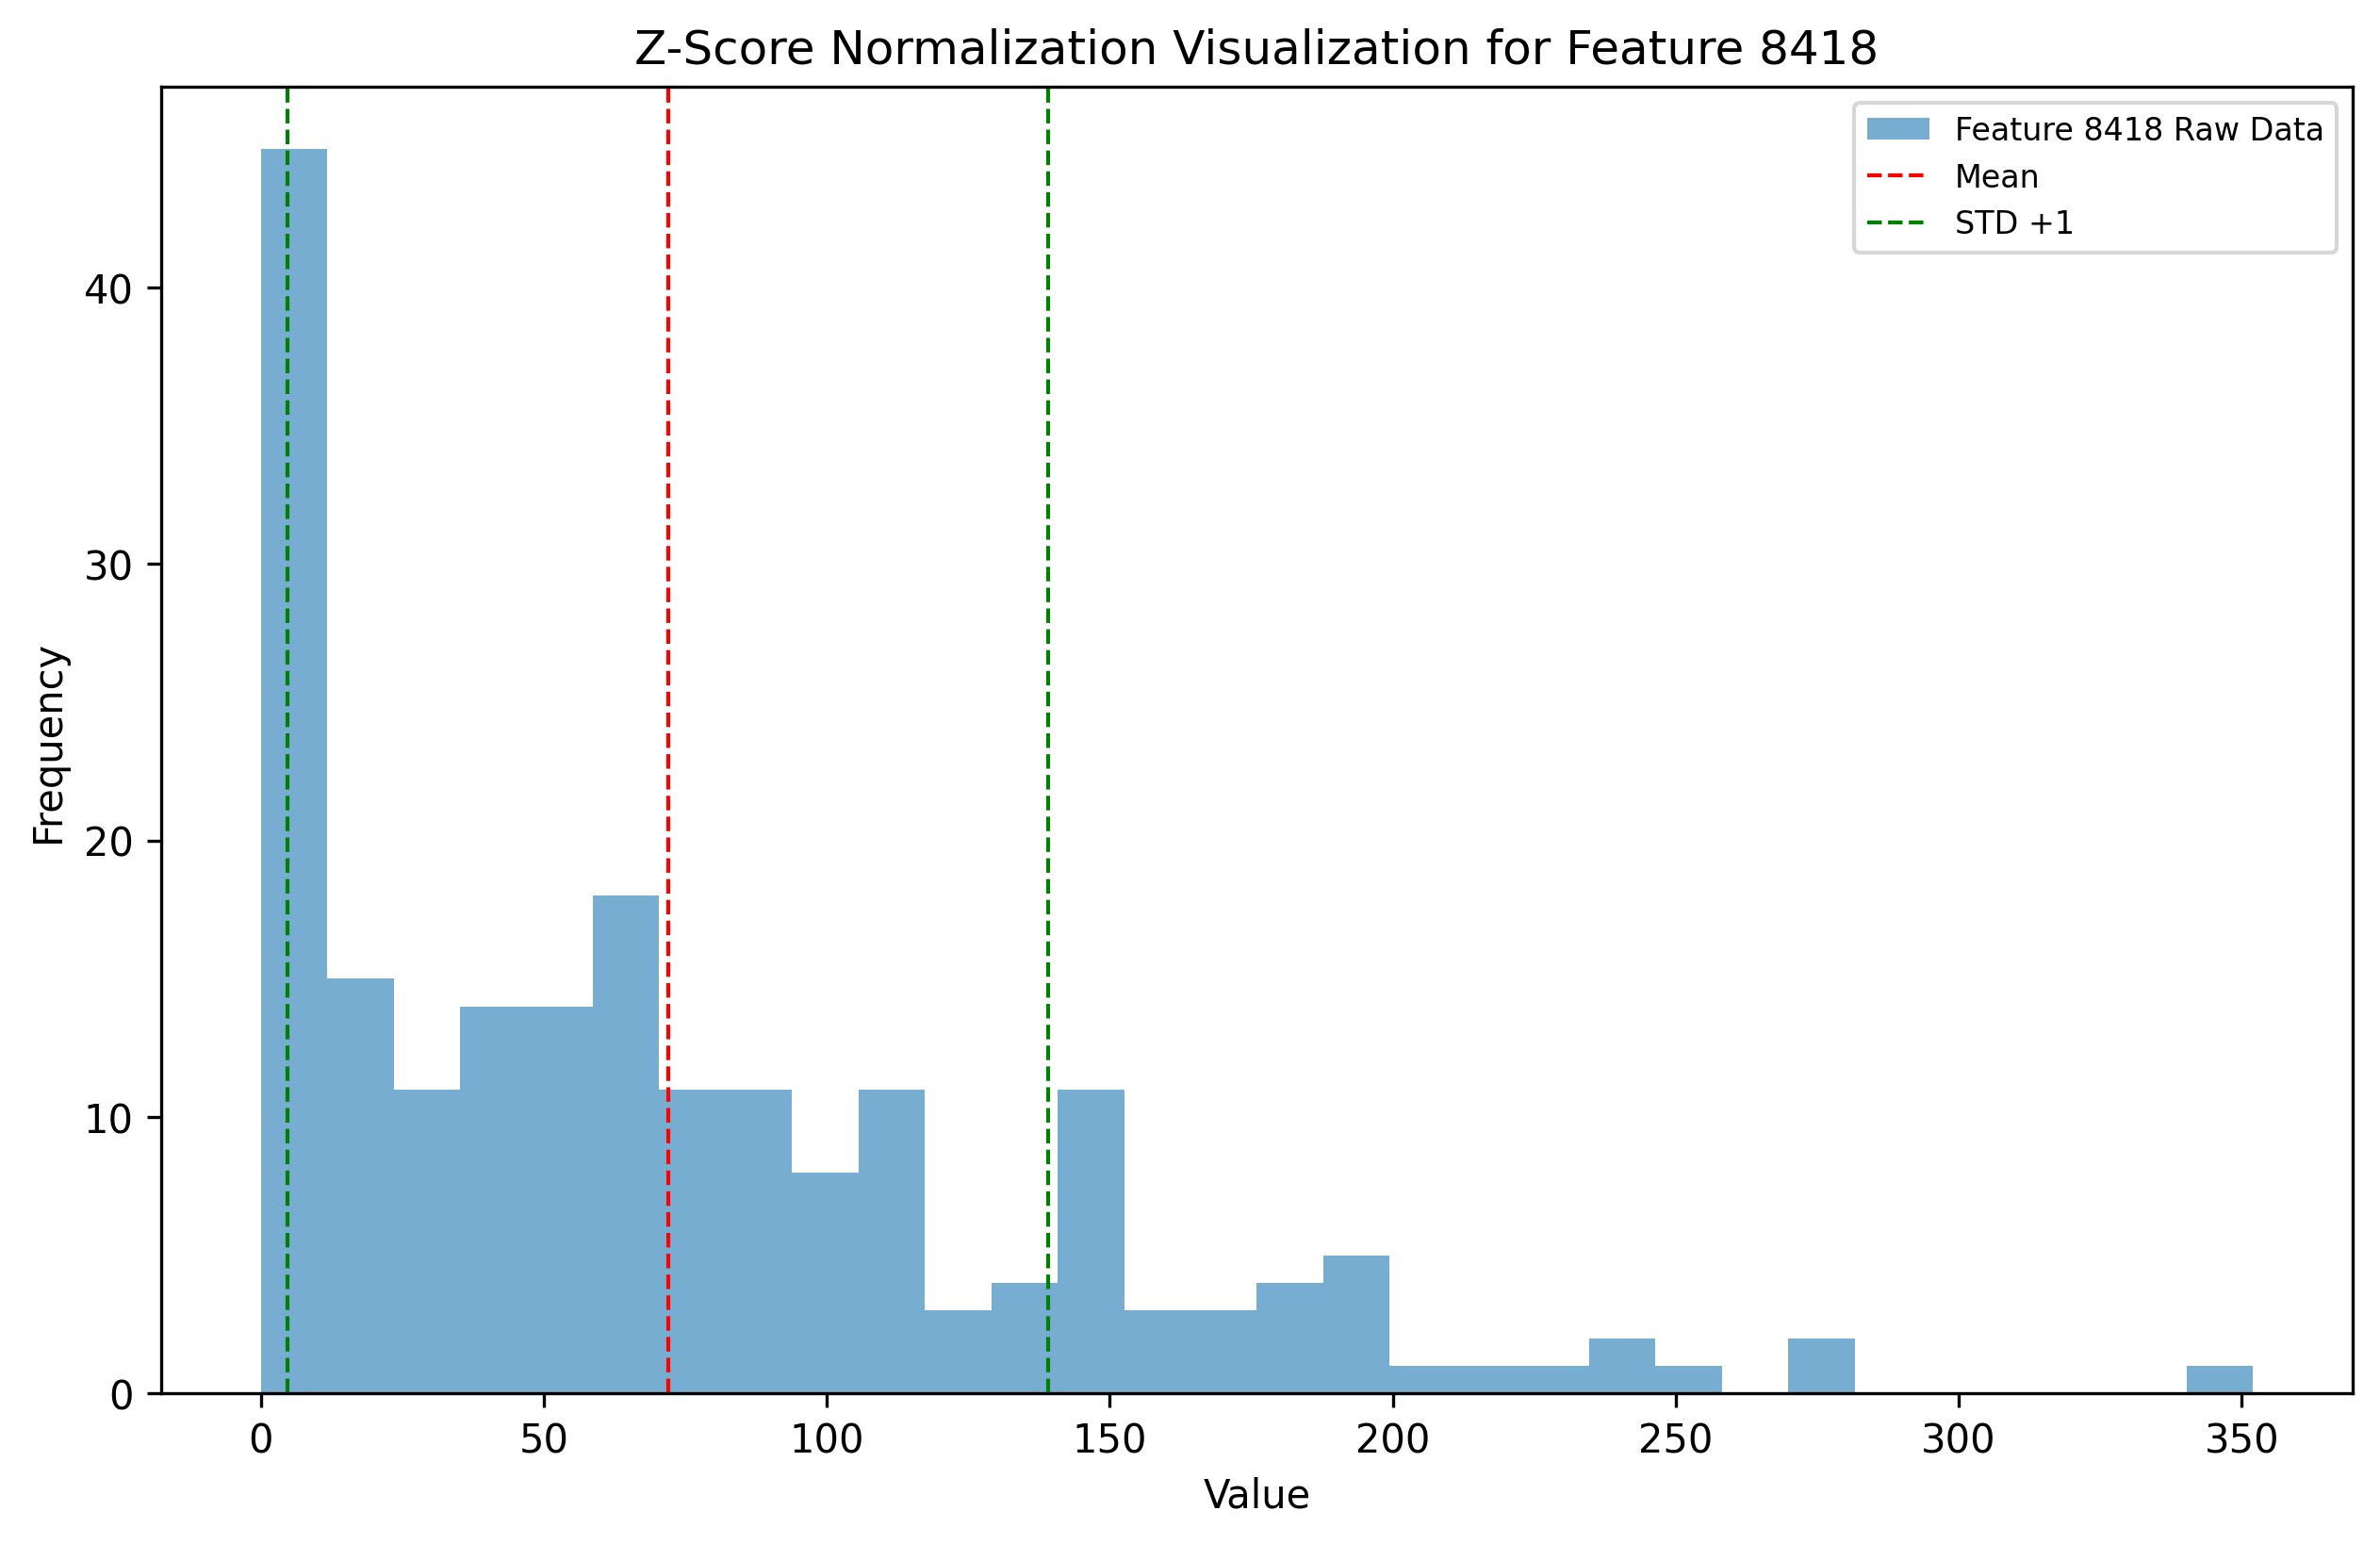 Z-Score Normalization Visualization for Feature 8418
Feature 8418 Raw Data
Mean
STD +1
Frequency
40
30
20
10
0
0 50 100 150 200 250 300 350
Value